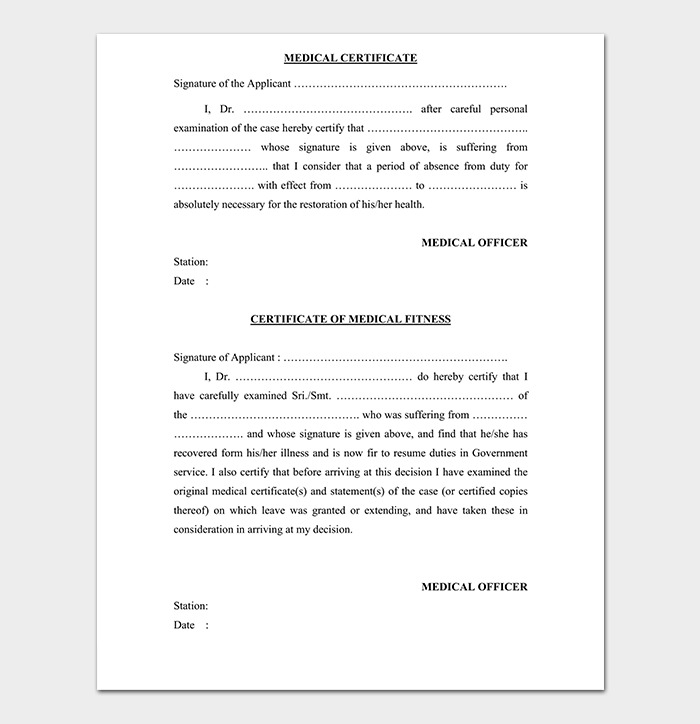 MEDICAL CERTIFICATE
Signature of the Applicant ……………………………………………………
I, Dr. ………………………………………. after careful personal
examination of the case hereby certify that ……………………………………..
………………… whose signature is given above, is suffering from
…………………….. that I consider that a period of absence from duty for
…………………. with effect from ………………… to …………………… is
absolutely necessary for the restoration of his/her health.
MEDICAL OFFICER
Station:
Date :
CERTIFICATE OF MEDICAL FITNESS
Signature of Applicant : …………………………………………………….
I, Dr. ………………………………………… do hereby certify that I
have carefully examined Sri./Smt. ………………………………………… of
the ………………………………………. who was suffering from ……………
………………. and whose signature is given above, and find that he/she has
recovered form his/her illness and is now fir to resume duties in Government
service. I also certify that before arriving at this decision I have examined the
original medical certificate(s) and statement(s) of the case (or certified copies
thereof) on which leave was granted or extending, and have taken these in
consideration in arriving at my decision.
MEDICAL OFFICER
Station:
Date :